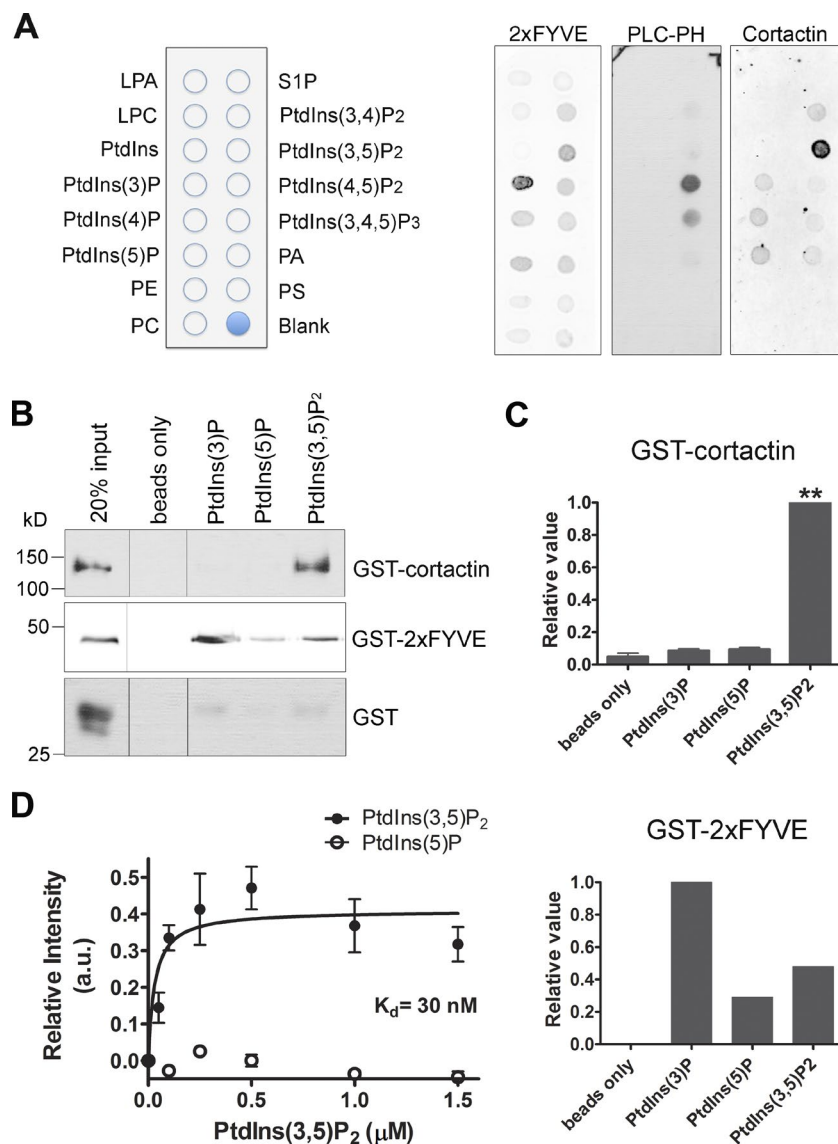 A
2xFYVE PLC-PH Cortactin
LPA S1P
LPC PtdIns(3,4)P2
PtdIns PtdIns(3,5)P2
PtdIns(3)P PtdIns(4,5)P2
PtdIns(4)P PtdIns(3,4,5)P3
PtdIns(5)P PA
PE PS
PC Blank
B
20% input
beads only
PtdIns(3)P
PtdIns(5)P
PtdIns(3,5)P2
kD
150
100
GST-cortactin
50
GST-2xFYVE
GST
25
C
GST-cortactin
Relative value
1.0
0.8
0.6
0.4
0.2
0.0
**
beads only
PtdIns(3)P
PtdIns(5)P
PtdIns(3,5)P2
D
PtdIns(3,5)P2
PtdIns(5)P
Relative Intensity
(a.u.)
0.5
0.4
0.3
0.2
0.1
0.0
Kd= 30 nM
0.0 0.5 1.0 1.5
PtdIns(3,5)P2 (μM)
GST-2xFYVE
Relative value
1.0
0.8
0.6
0.4
0.2
0.0
beads only
PtdIns(3)P
PtdIns(5)P
PtdIns(3,5)P2